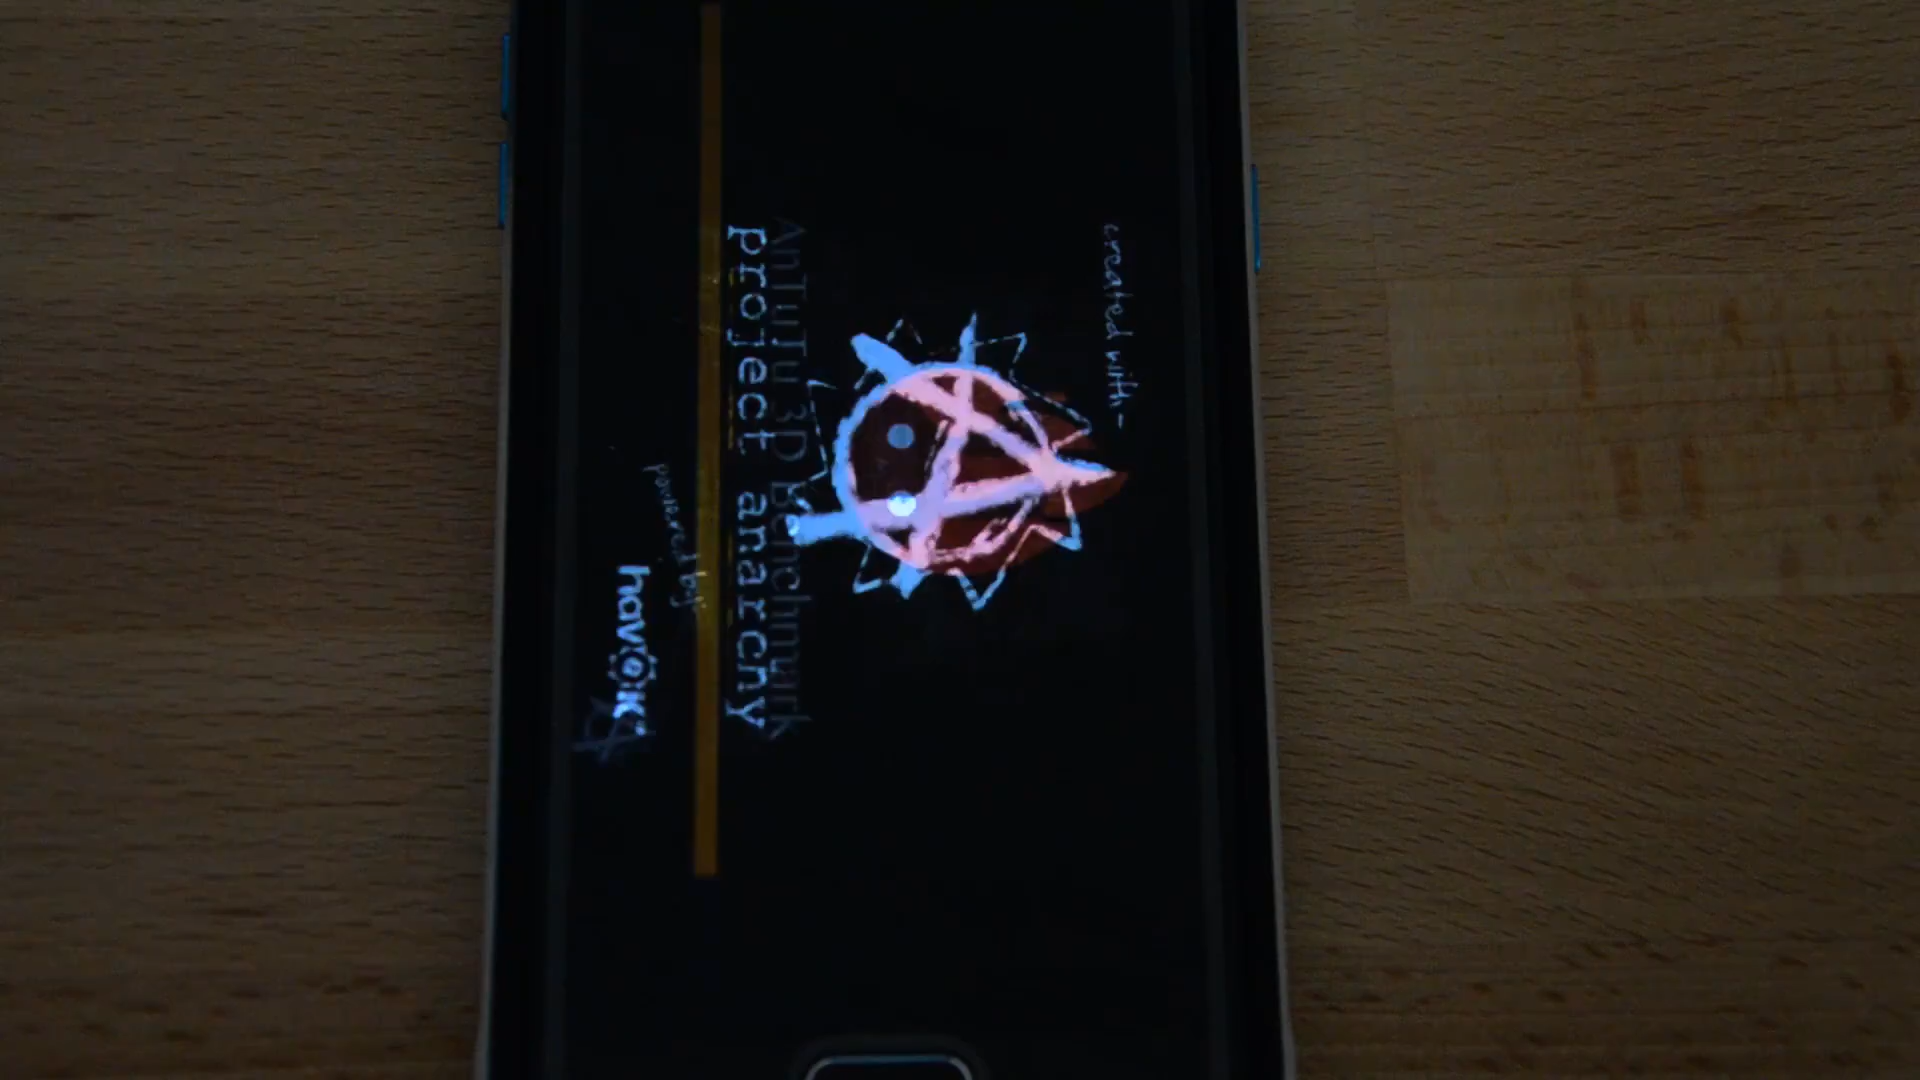 created with-
AnTuTu 3D Benchmark
project anarchy
powered by
havok